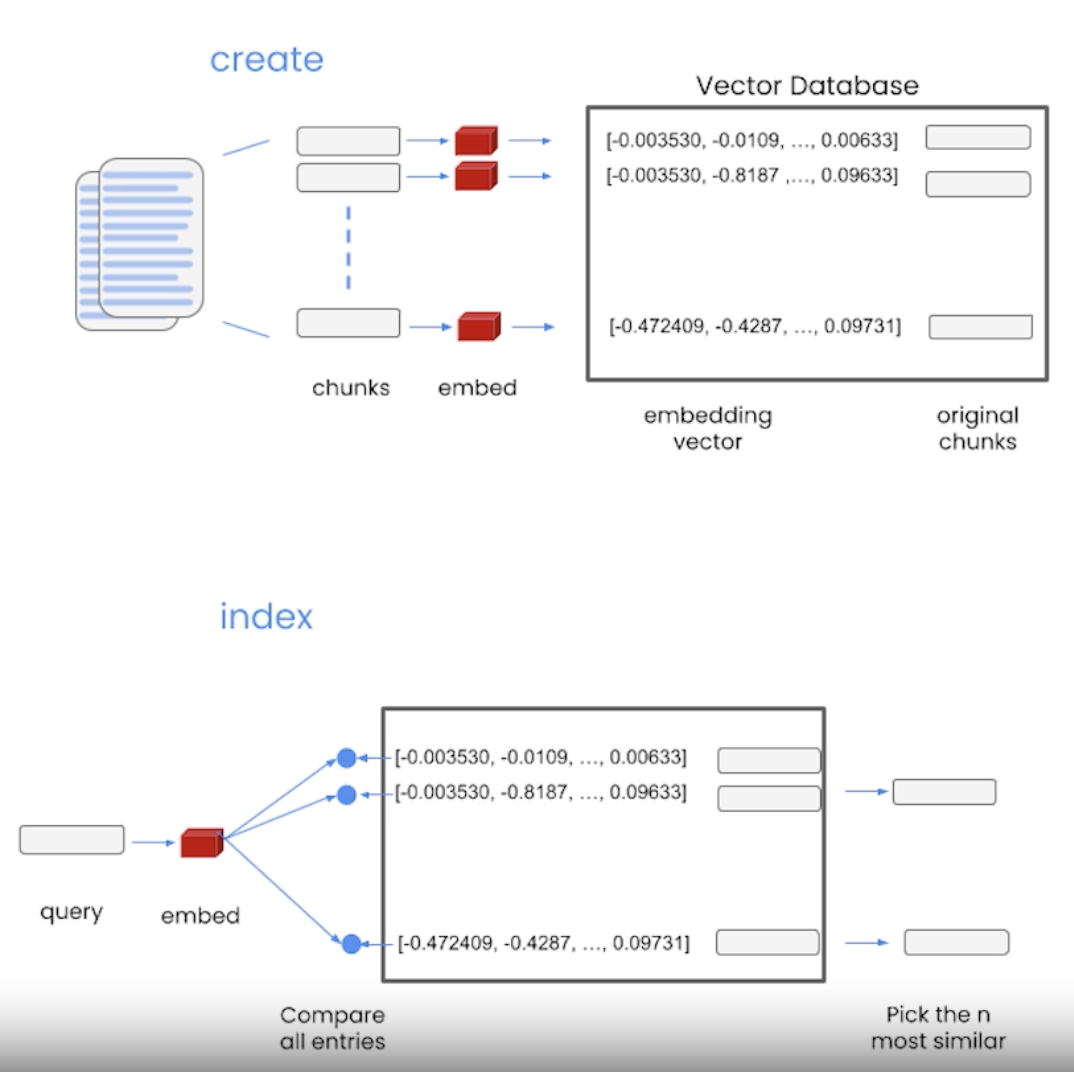 create
Vector Database
[-0.003530, -0.0109, ..., 0.00633]
[-0.003530, -0.8187 ,..., 0.09633]
[-0.472409, -0.4287, ..., 0.09731]
chunks
embed
embedding
vector
original
chunks
index
[-0.003530, -0.0109, ..., 0.00633]
[-0.003530, -0.8187, ..., 0.09633]
query
embed
[-0.472409, -0.4287, ..., 0.09731]
Compare
all entries
Pick the n
most similar